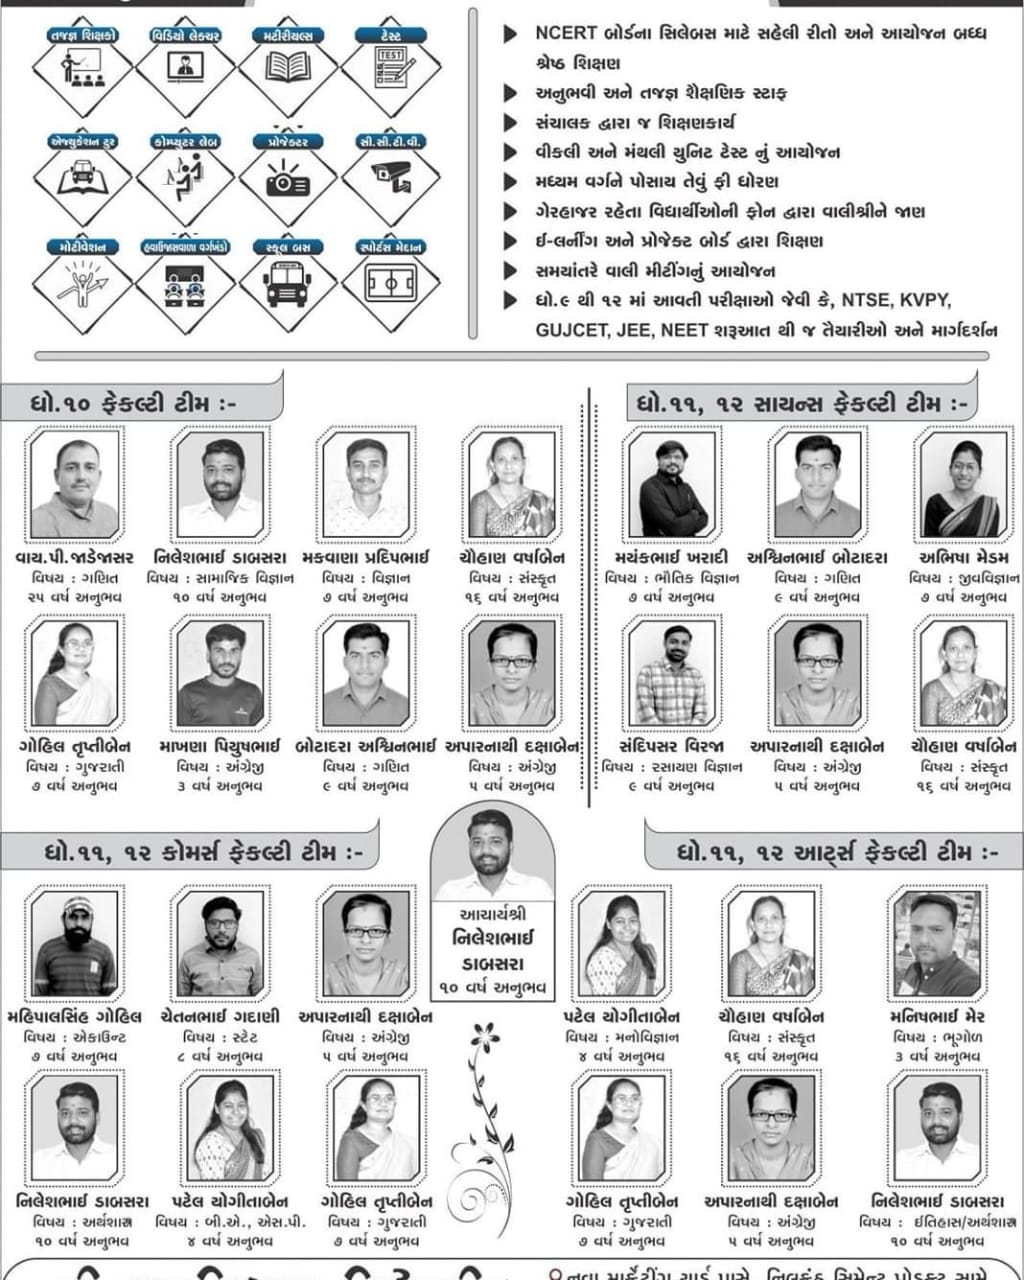 તજજ્ઞ શિક્ષકો
વિડિયો લેક્ચર
મટીરીયલ્સ
ટેસ્ટ
TEST
એજ્યુકેશન ટુર
કોમ્પ્યુટર લેબ
પ્રોજેક્ટર
સી.સી.ટી.વી.
મોટીવેશન
હવાઉજાસવાળા વર્ગખંડો
સ્કુલ બસ
સ્પોર્ટસ મેદાન
NCERT બોર્ડના સિલેબસ માટે સહેલી રીતો અને આયોજન બધ્ધ
શ્રેષ્ઠ શિક્ષણ
અનુભવી અને તજજ્ઞ શૈક્ષણિક સ્ટાફ
સંચાલક દ્વારા જ શિક્ષણકાર્ય
વીકલી અને મંથલી યુનિટ ટેસ્ટ નું આયોજન
મધ્યમ વર્ગને પોસાય તેવું ફી ધોરણ
ગેરહાજર રહેતા વિધાર્થીઓની ફોન દ્વારા વાલીશ્રીને જાણ
ઈ-લર્નીંગ અને પ્રોજેક્ટ બોર્ડ દ્વારા શિક્ષણ
સમયાંતરે વાલી મીટીંગનું આયોજન
ધો.૯ થી ૧૨ માં આવતી પરીક્ષાઓ જેવી કે, NTSE, KVPY,
GUJCET, JEE, NEET શરૂઆત થી જ તૈયારીઓ અને માર્ગદર્શન
ધો.૧૦ ફેકલ્ટી ટીમ :-
વાય.પી.જાડેજાસર
વિષય : ગણિત
૨૫ વર્ષ અનુભવ
નિલેશભાઈ ડાબસરા
વિષય : સામાજિક વિજ્ઞાન
૧૦ વર્ષ અનુભવ
મકવાણા પ્રદિપભાઈ
વિષય : વિજ્ઞાન
૭ વર્ષ અનુભવ
ચૌહાણ વર્ષાબેન
વિષય : સંસ્કૃત
૧૬ વર્ષ અનુભવ
ગોહિલ તૃપ્તીબેન
વિષય : ગુજરાતી
૭ વર્ષ અનુભવ
માખણા પિયુષભાઈ
વિષય : અંગ્રેજી
૩ વર્ષ અનુભવ
બોટાદરા અશ્વિનભાઈ
વિષય : ગણિત
૯ વર્ષ અનુભવ
અપારનાથી દક્ષાબેન
વિષય : અંગ્રેજી
૫ વર્ષ અનુભવ
ધો.૧૧, ૧૨ સાયન્સ ફેકલ્ટી ટીમ :-
મયંકભાઈ ખરાદી
વિષય : ભૌતિક વિજ્ઞાન
૭ વર્ષ અનુભવ
અશ્વિનભાઈ બોટાદરા
વિષય : ગણિત
૯ વર્ષ અનુભવ
અભિષા મેડમ
વિષય : જીવવિજ્ઞાન
૭ વર્ષ અનુભવ
સંદિપસર વિરજા
વિષય : રસાયણ વિજ્ઞાન
૯ વર્ષ અનુભવ
અપારનાથી દક્ષાબેન
વિષય : અંગ્રેજી
૫ વર્ષ અનુભવ
ચૌહાણ વર્ષાબેન
વિષય : સંસ્કૃત
૧૬ વર્ષ અનુભવ
ધો.૧૧, ૧૨ કોમર્સ ફેકલ્ટી ટીમ :-
મહિપાલસિંહ ગોહિલ
વિષય : એકાઉન્ટ
૭ વર્ષ અનુભવ
ચેતનભાઈ ગદાણી
વિષય : સ્ટેટ
૮ વર્ષ અનુભવ
અપારનાથી દક્ષાબેન
વિષય : અંગ્રેજી
૫ વર્ષ અનુભવ
નિલેશભાઈ ડાબસરા
વિષય : અર્થશાસ્ત્ર
૧૦ વર્ષ અનુભવ
પટેલ યોગીતાબેન
વિષય : બી.એ., એસ.પી.
૪ વર્ષ અનુભવ
ગોહિલ તૃપ્તીબેન
વિષય : ગુજરાતી
૭ વર્ષ અનુભવ
આચાર્યશ્રી
નિલેશભાઈ
ડાબસરા
૧૦ વર્ષ અનુભવ
ધો.૧૧, ૧૨ આર્ટ્સ ફેકલ્ટી ટીમ :-
પટેલ યોગીતાબેન
વિષય : મનોવિજ્ઞાન
૪ વર્ષ અનુભવ
ચૌહાણ વર્ષાબેન
વિષય : સંસ્કૃત
૧૬ વર્ષ અનુભવ
મનિષભાઈ મેર
વિષય : ભૂગોળ
૩ વર્ષ અનુભવ
ગોહિલ તૃપ્તીબેન
વિષય : ગુજરાતી
૭ વર્ષ અનુભવ
અપારનાથી દક્ષાબેન
વિષય : અંગ્રેજી
૫ વર્ષ અનુભવ
નિલેશભાઈ ડાબસરા
વિષય : ઈતિહાસ/અર્થશાસ્ત્ર
૧૦ વર્ષ અનુભવ
નવા માર્કેટીંગ યાર્ડ પાસે, નિલકંઠ સિમેન્ટ પ્રોડક્ટ સામે